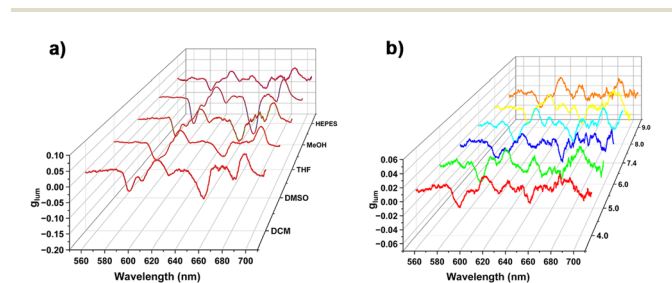 a)
b)
HEPES
MeOH
THF
DMSO
DCM
0.10
0.05
0.00
−0.05
−0.10
−0.15
−0.20
glum
560 580 600 620 640 660 680 700
Wavelength (nm)
9.0
8.0
7.4
6.0
5.0
4.0
0.06
0.04
0.02
0.00
−0.02
−0.04
−0.06
glum
560 580 600 620 640 660 680 700
Wavelength (nm)